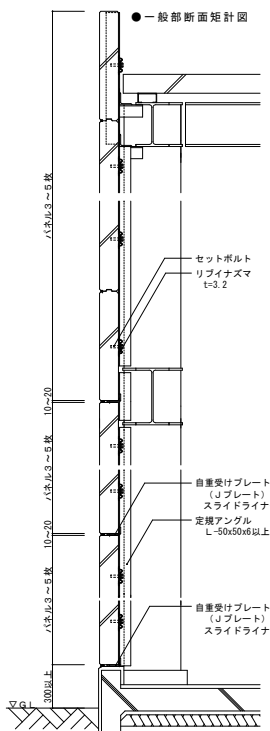 ●一般部断面矩計図
パネル3～5枚
セットボルト
リブイナズマ
t=3.2
10~20
パネル3～5枚
自重受けプレート
(Jプレート)
スライドライナ
10~20
定規アングル
L-50x50x6以上
パネル3～5枚
自重受けプレート
(Jプレート)
スライドライナ
300以上
▽GL